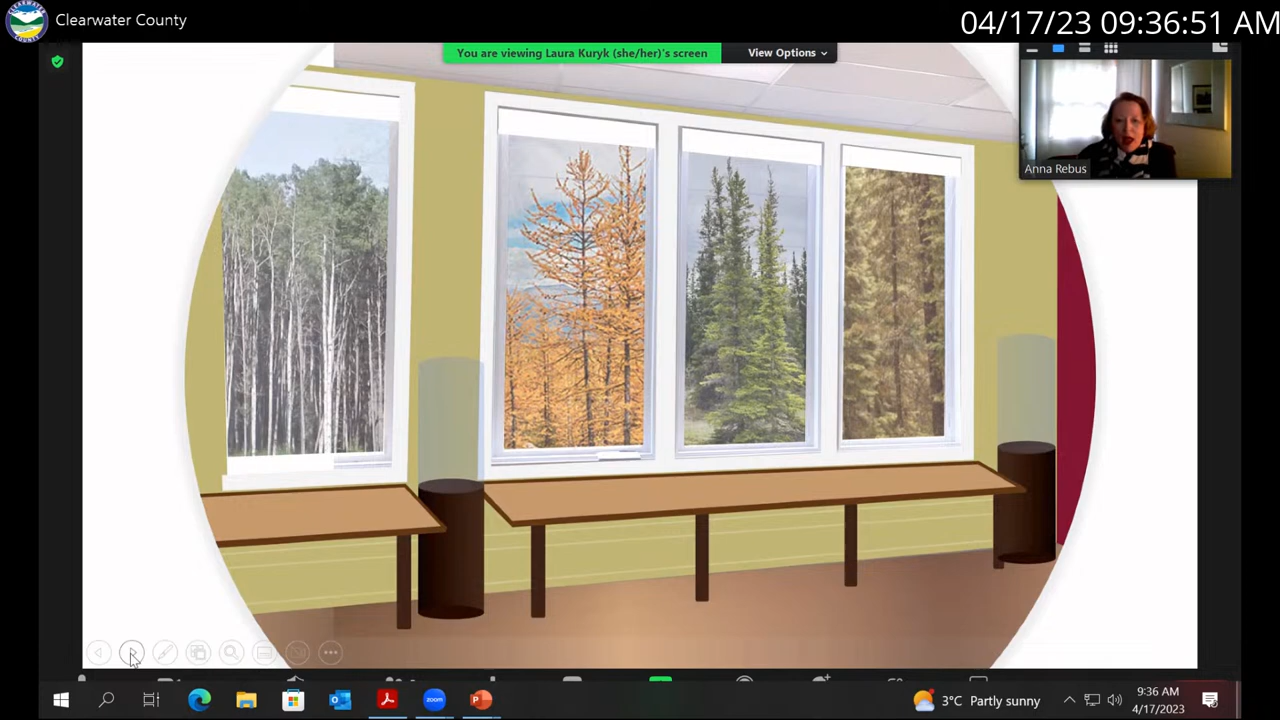 Clearwater County
04/17/23 09:36:51 AM
You are viewing Laura Kuryk (she/her)'s screen
View Options
Anna Rebus
3°C Partly sunny
9:36 AM
4/17/2023